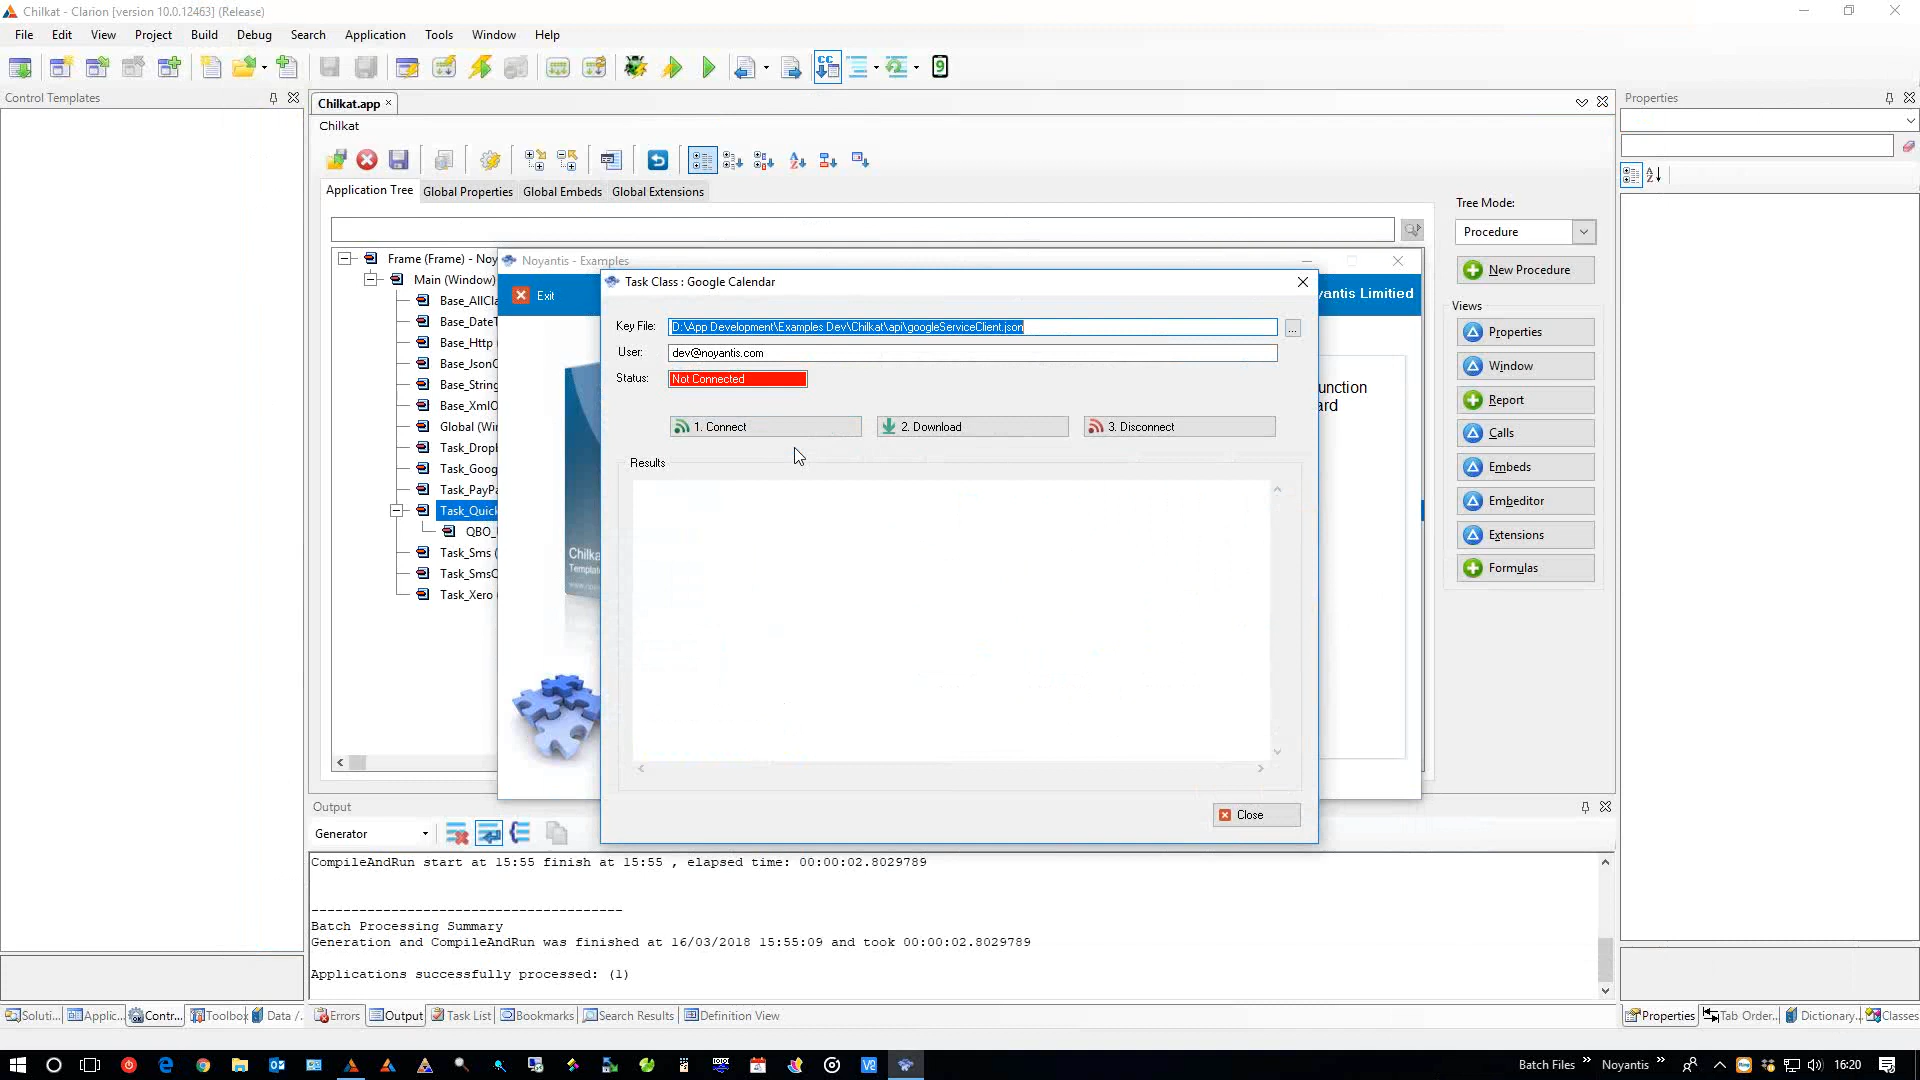 Chilkat - Clarion [version 10.0.12463] (Release)
File Edit View Project Build Debug Search Application Tools Window Help
Control Templates
Chilkat.app
Properties
Chilkat
Application Tree Global Properties Global Embeds Global Extensions
Tree Mode:
Procedure
New Procedure
Views
Properties
Window
Report
Calls
Embeds
Embeditor
Extensions
Formulas
Frame (Frame) - Noy
Main (Window)
Base_AllCla
Base_DateT
Base_Http (
Base_JsonO
Base_String
Base_XmlO
Global (Win
Task_Dropb
Task_Goog
Task_PayPa
Task_Quick
QBO_
Task_Sms (
Task_SmsC
Task_Xero (
Noyantis - Examples
Exit
yantis Limitied
unction
ard
Chilka
Template
Task Class : Google Calendar
Key File: D:\App Development\Examples Dev\Chilkat\api\googleServiceClient.json ...
User: dev@noyantis.com
Status: Not Connected
1. Connect 2. Download 3. Disconnect
Results
Close
Output
Generator
CompileAndRun start at 15:55 finish at 15:55 , elapsed time: 00:00:02.8029789
---------------------------------------
Batch Processing Summary
Generation and CompileAndRun was finished at 16/03/2018 15:55:09 and took 00:00:02.8029789
Applications successfully processed: (1)
Soluti... Applic... Contr... Toolbox Data /... Errors Output Task List Bookmarks Search Results Definition View Properties Tab Order... Dictionary... Classes
Batch Files » Noyantis » 16:20